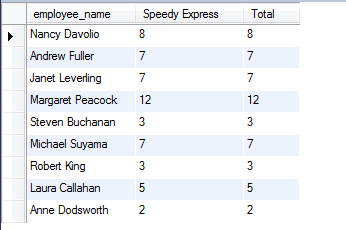 employee_name Speedy Express Total
Nancy Davolio 8 8
Andrew Fuller 7 7
Janet Leverling 7 7
Margaret Peacock 12 12
Steven Buchanan 3 3
Michael Suyama 7 7
Robert King 3 3
Laura Callahan 5 5
Anne Dodsworth 2 2